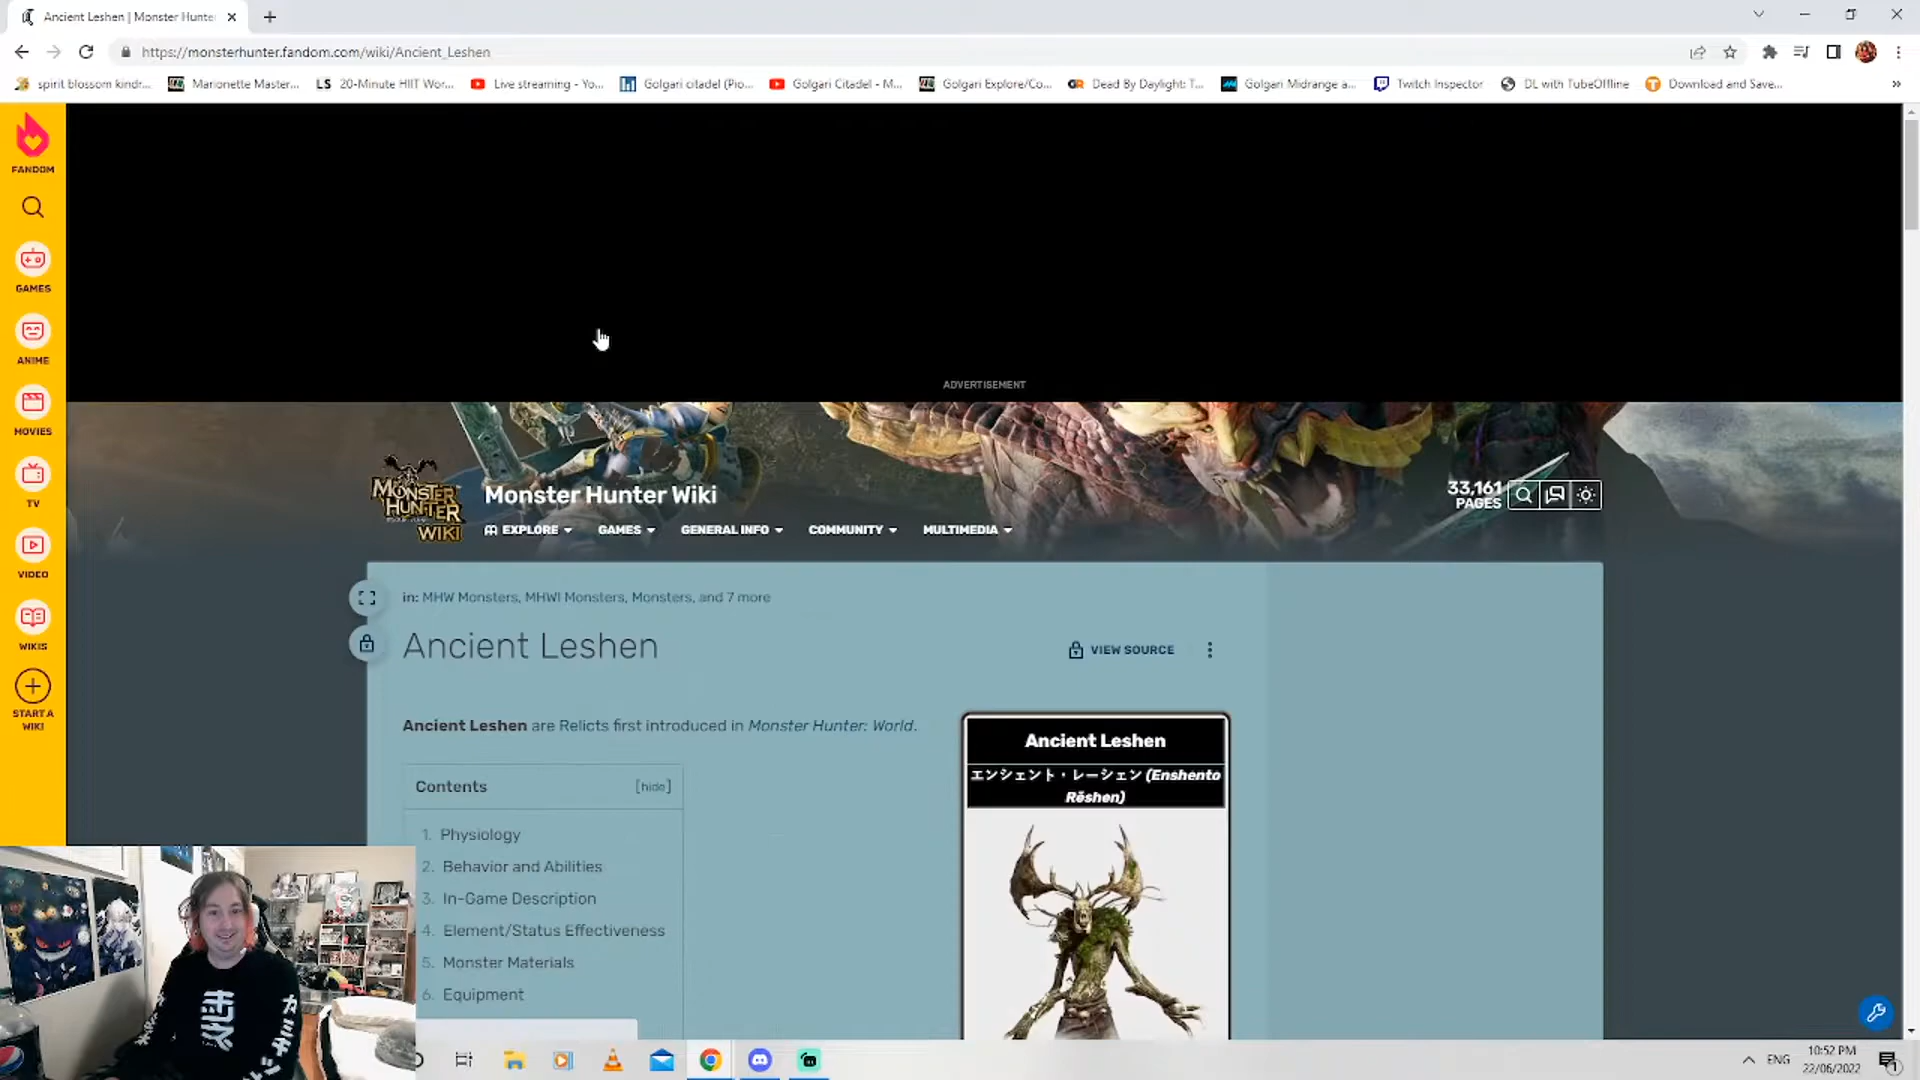 Ancient Leshen | Monster Hunte
https://monsterhunter.fandom.com/wiki/Ancient_Leshen
spirit blossom kindr...
Marionette Master...
LS 20-Minute HIIT Wor...
Live streaming - Yo...
Golgari citadel (Pio...
Golgari Citadel - M...
Golgari Explore/Co...
Dead By Daylight: T...
Golgari Midrange a...
Twitch Inspector
DL with TubeOffline
Download and Save...
FANDOM
GAMES
ANIME
MOVIES
TV
VIDEO
WIKIS
START A
WIKI
ADVERTISEMENT
MONSTER
HUNTER
WIKI
Monster Hunter Wiki
33,161
PAGES
EXPLORE
GAMES
GENERAL INFO
COMMUNITY
MULTIMEDIA
in: MHW Monsters, MHWI Monsters, Monsters, and 7 more
Ancient Leshen
VIEW SOURCE
Ancient Leshen are Relicts first introduced in Monster Hunter: World.
Contents [hide]
1. Physiology
2. Behavior and Abilities
3. In-Game Description
4. Element/Status Effectiveness
5. Monster Materials
6. Equipment
Ancient Leshen
エンシェント・レーシェン (Enshento
Rēshen)
ENG
10:52 PM
22/06/2022